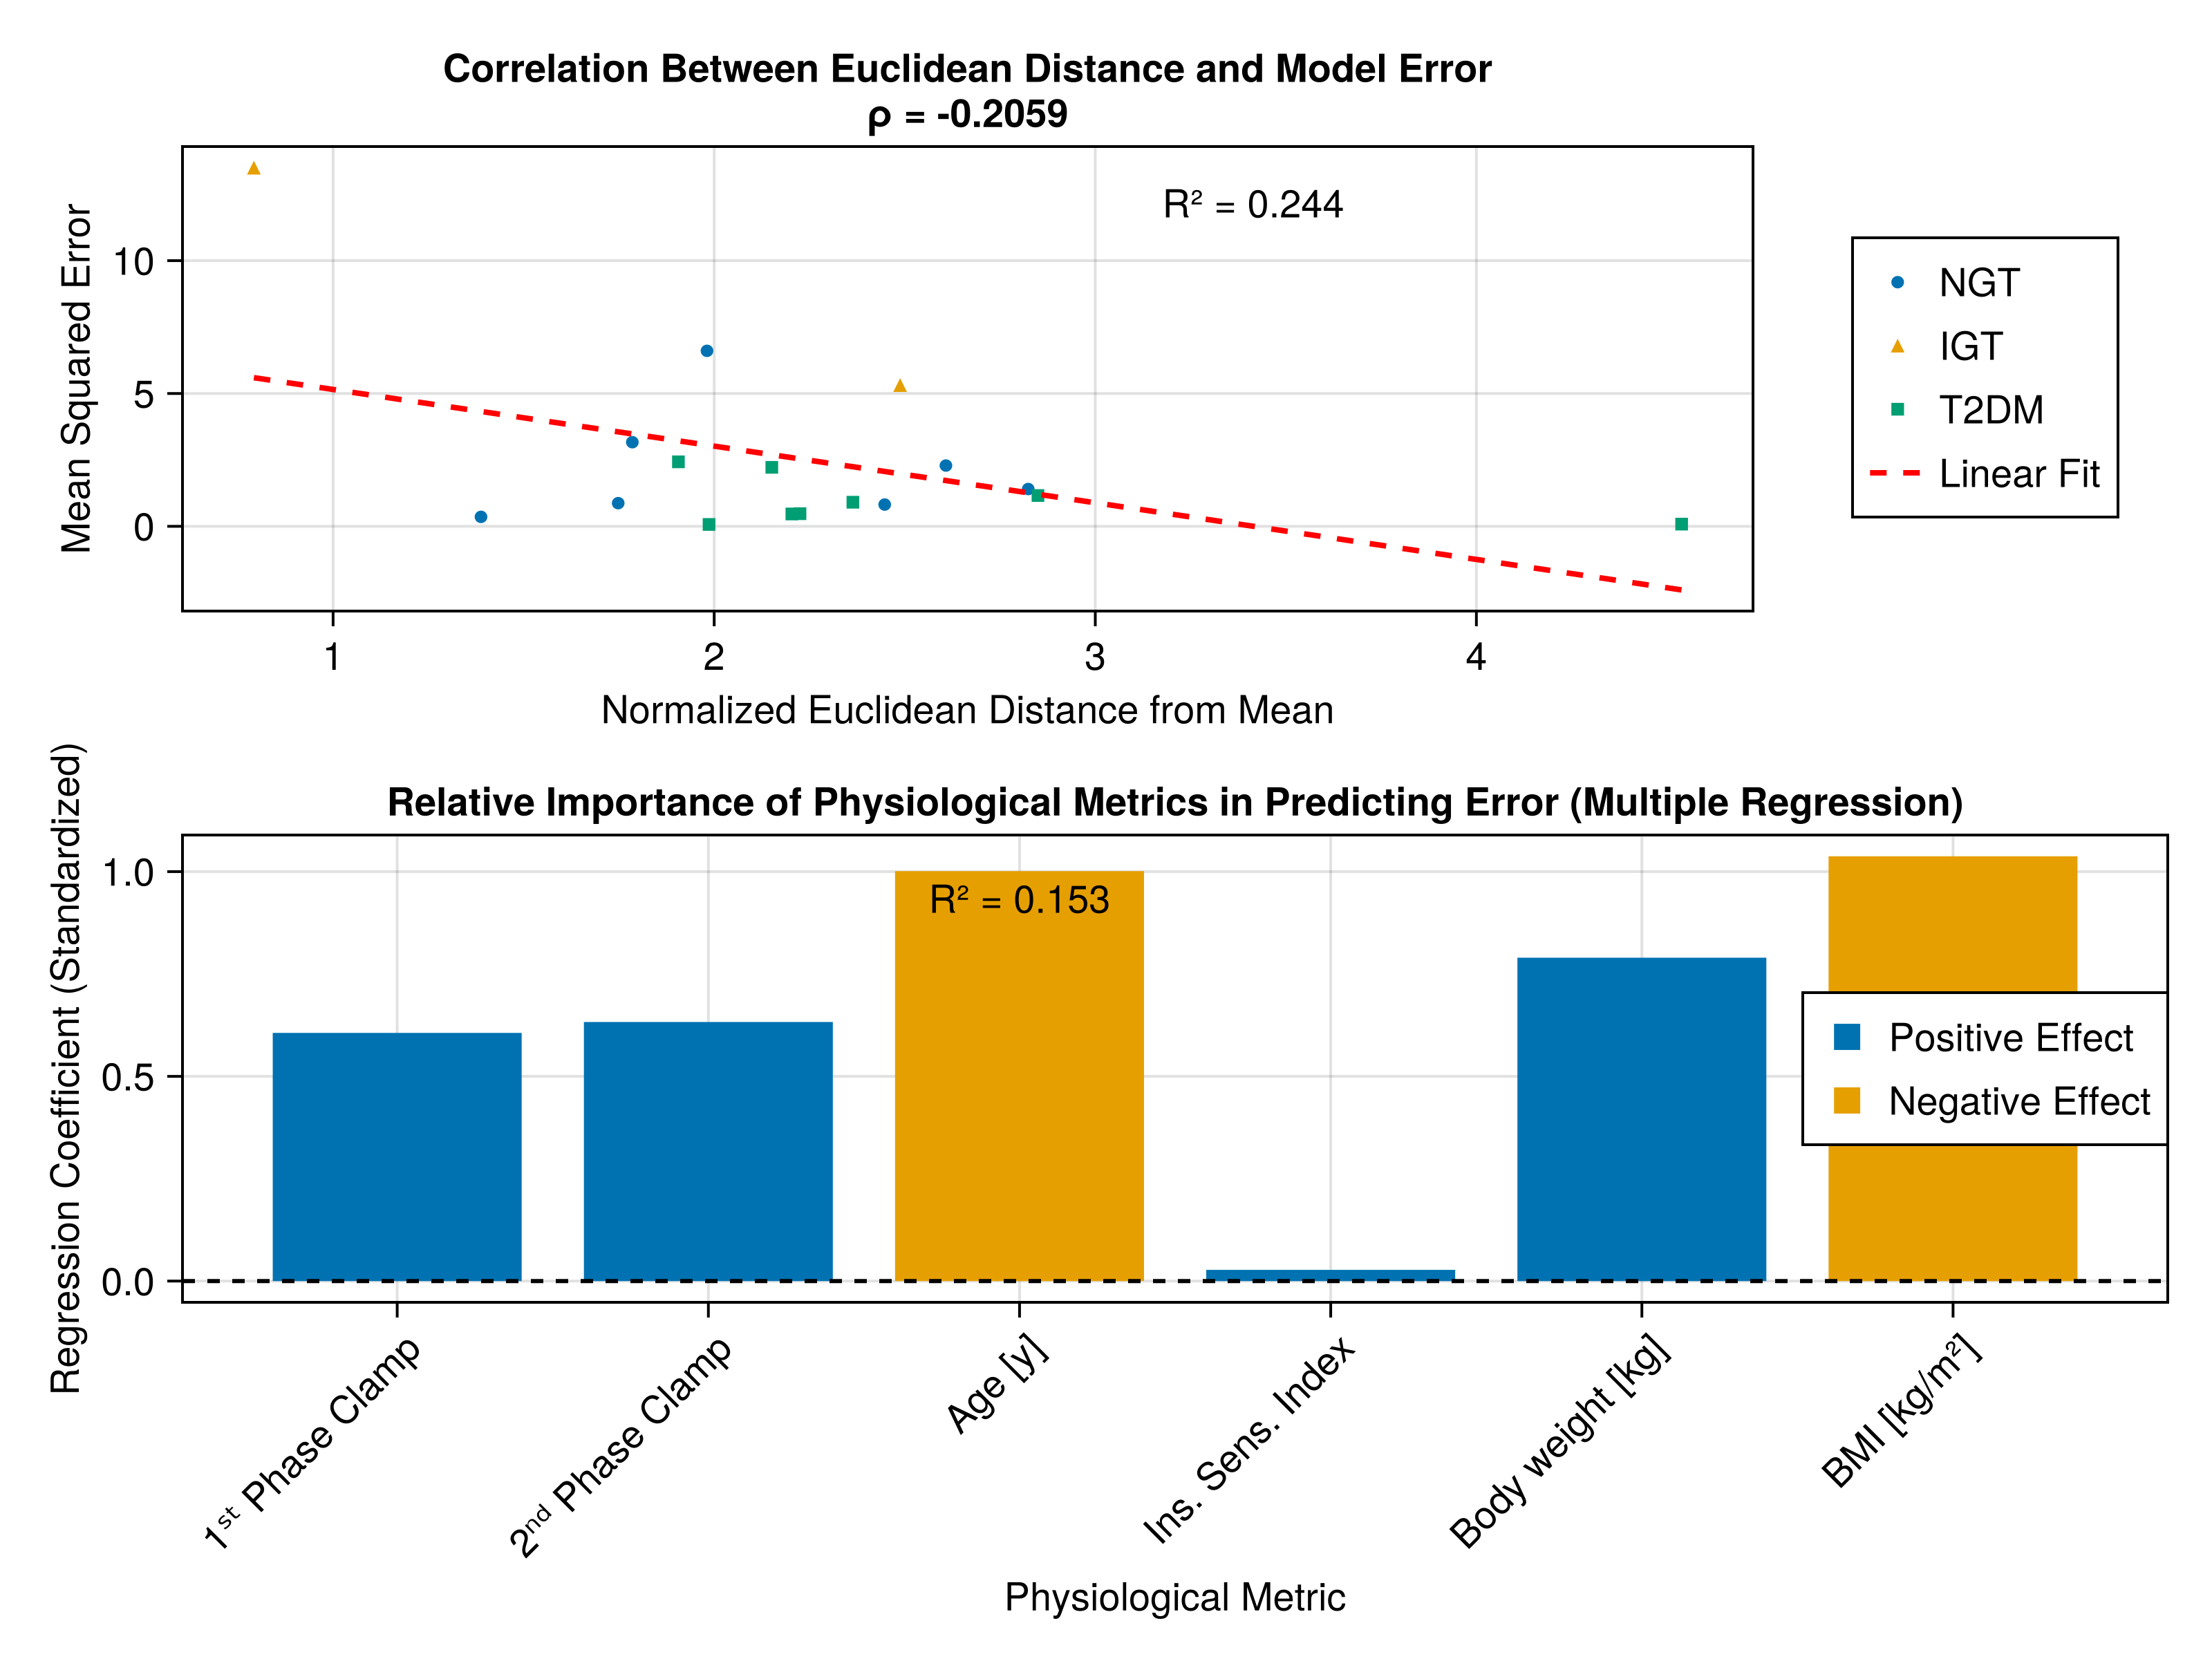 Correlation Between Euclidean Distance and Model Error
ρ = -0.2059
R² = 0.244
Mean Squared Error
10
5
0
1
2
3
4
Normalized Euclidean Distance from Mean
NGT
IGT
T2DM
Linear Fit
Relative Importance of Physiological Metrics in Predicting Error (Multiple Regression)
R² = 0.153
Regression Coefficient (Standardized)
1.0
0.5
0.0
Positive Effect
Negative Effect
1ˢᵗ Phase Clamp
2ⁿᵈ Phase Clamp
Age [y]
Ins. Sens. Index
Body weight [kg]
BMI [kg/m²]
Physiological Metric